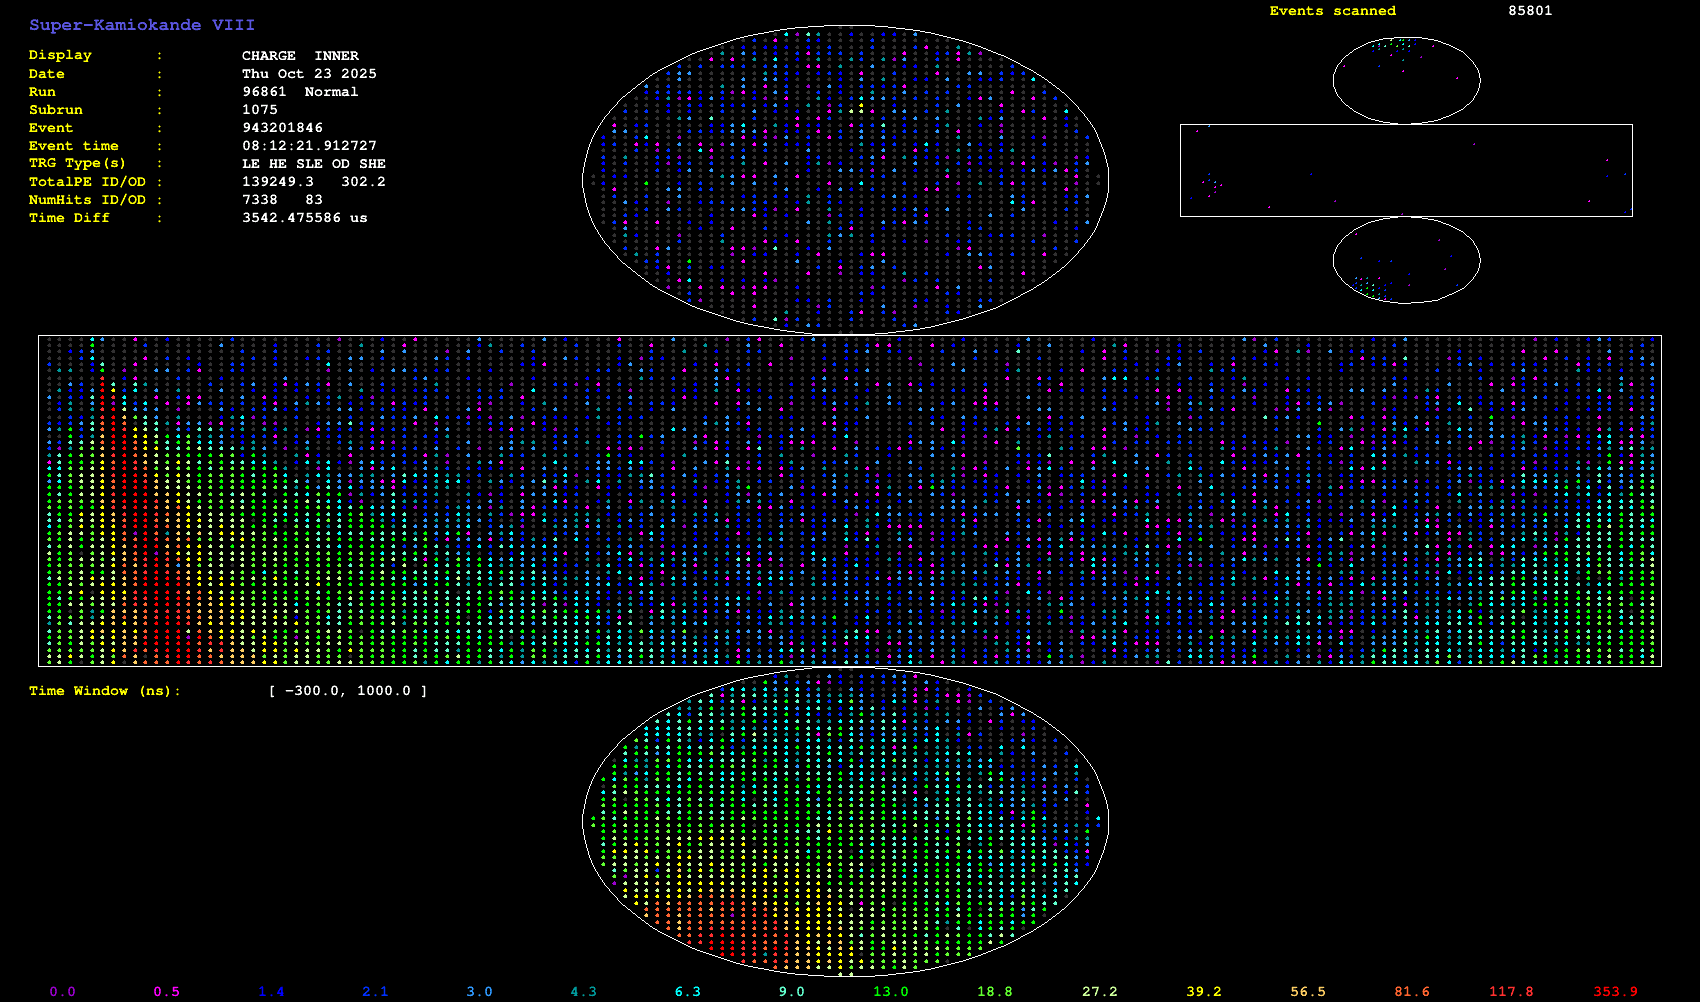 Super-Kamiokande VIII
Events scanned 85801
Display : CHARGE INNER
Date : Thu Oct 23 2025
Run : 96861 Normal
Subrun : 1075
Event : 943201846
Event time : 08:12:21.912727
TRG Type(s) : LE HE SLE OD SHE
TotalPE ID/OD : 139249.3 302.2
NumHits ID/OD : 7338 83
Time Diff : 3542.475586 us
Time Window (ns): [ -300.0, 1000.0 ]
0.0 0.5 1.4 2.1 3.0 4.3 6.3 9.0 13.0 18.8 27.2 39.2 56.5 81.6 117.8 353.9